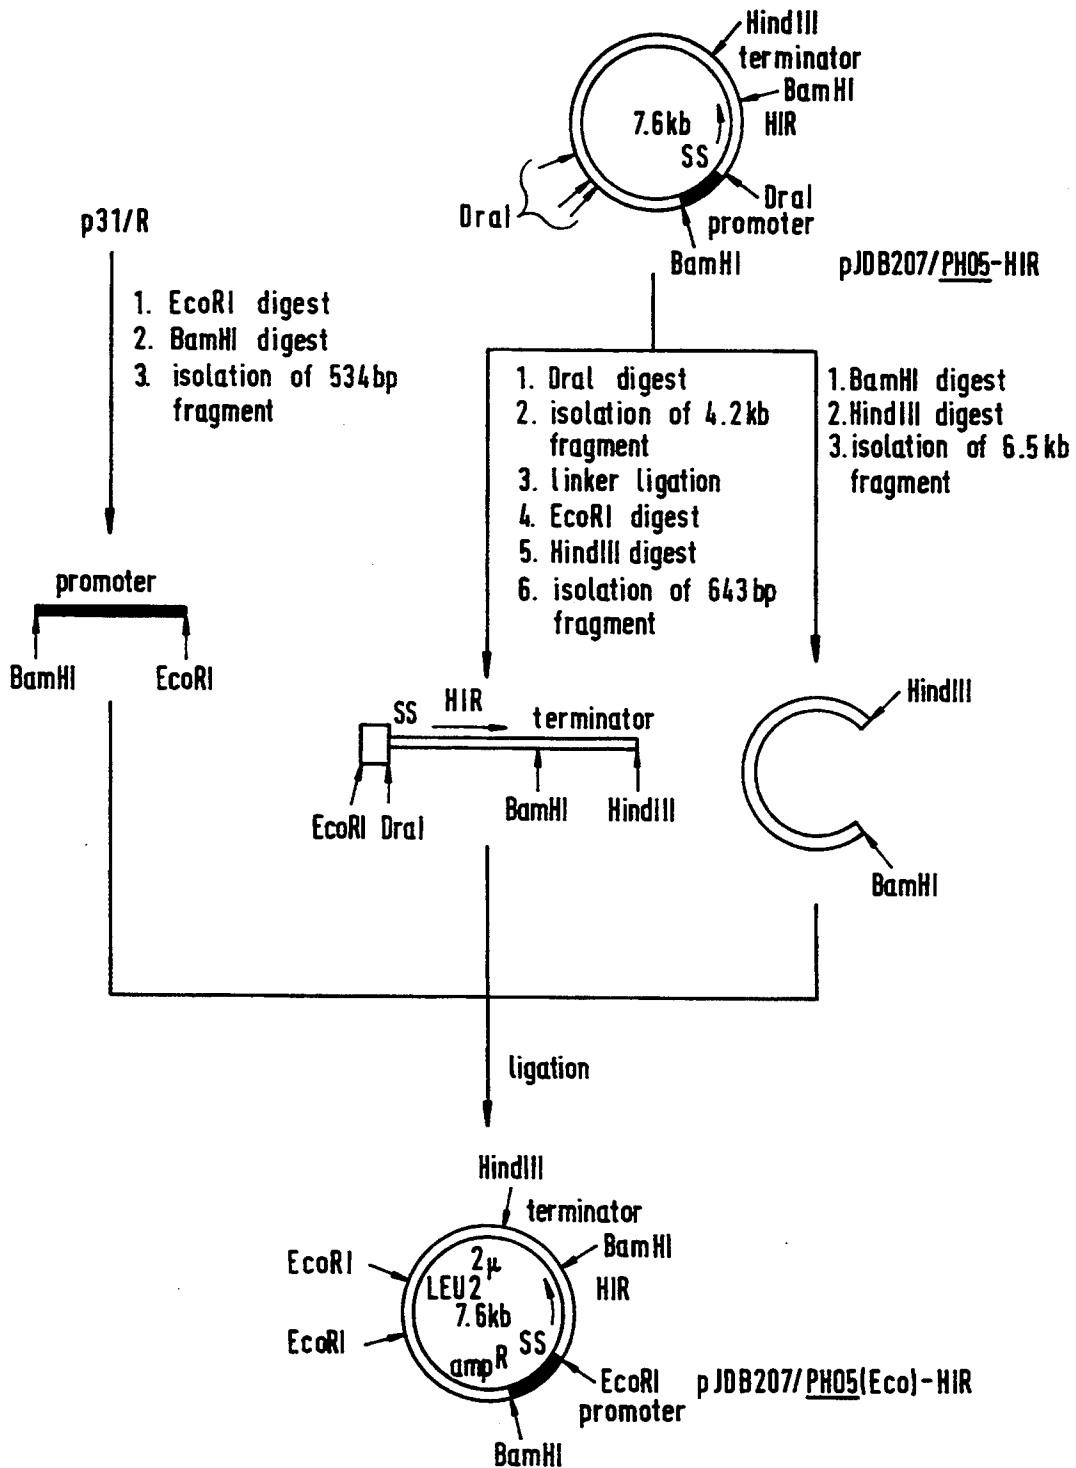 HindIII
terminator
BamHI
7.6kb
HIR
SS
DraI
DraI
promoter
BamHI
pJDB207/PHO5-HIR
p31/R
1. EcoRI digest
2. BamHI digest
3. isolation of 534bp
fragment
1. DraI digest
2. isolation of 4.2kb
fragment
3. linker ligation
4. EcoRI digest
5. HindIII digest
6. isolation of 643bp
fragment
1.BamHI digest
2.HindIII digest
3.isolation of 6.5kb
fragment
promoter
BamHI
EcoRI
SS
HIR
terminator
EcoRI DraI
BamHI
HindIII
HindIII
BamHI
ligation
HindIII
terminator
BamHI
HIR
EcoRI
EcoRI
2μ
LEU2
7.6kb
SS
ampR
EcoRI
promoter
pJDB207/PHO5(Eco)-HIR
BamHI